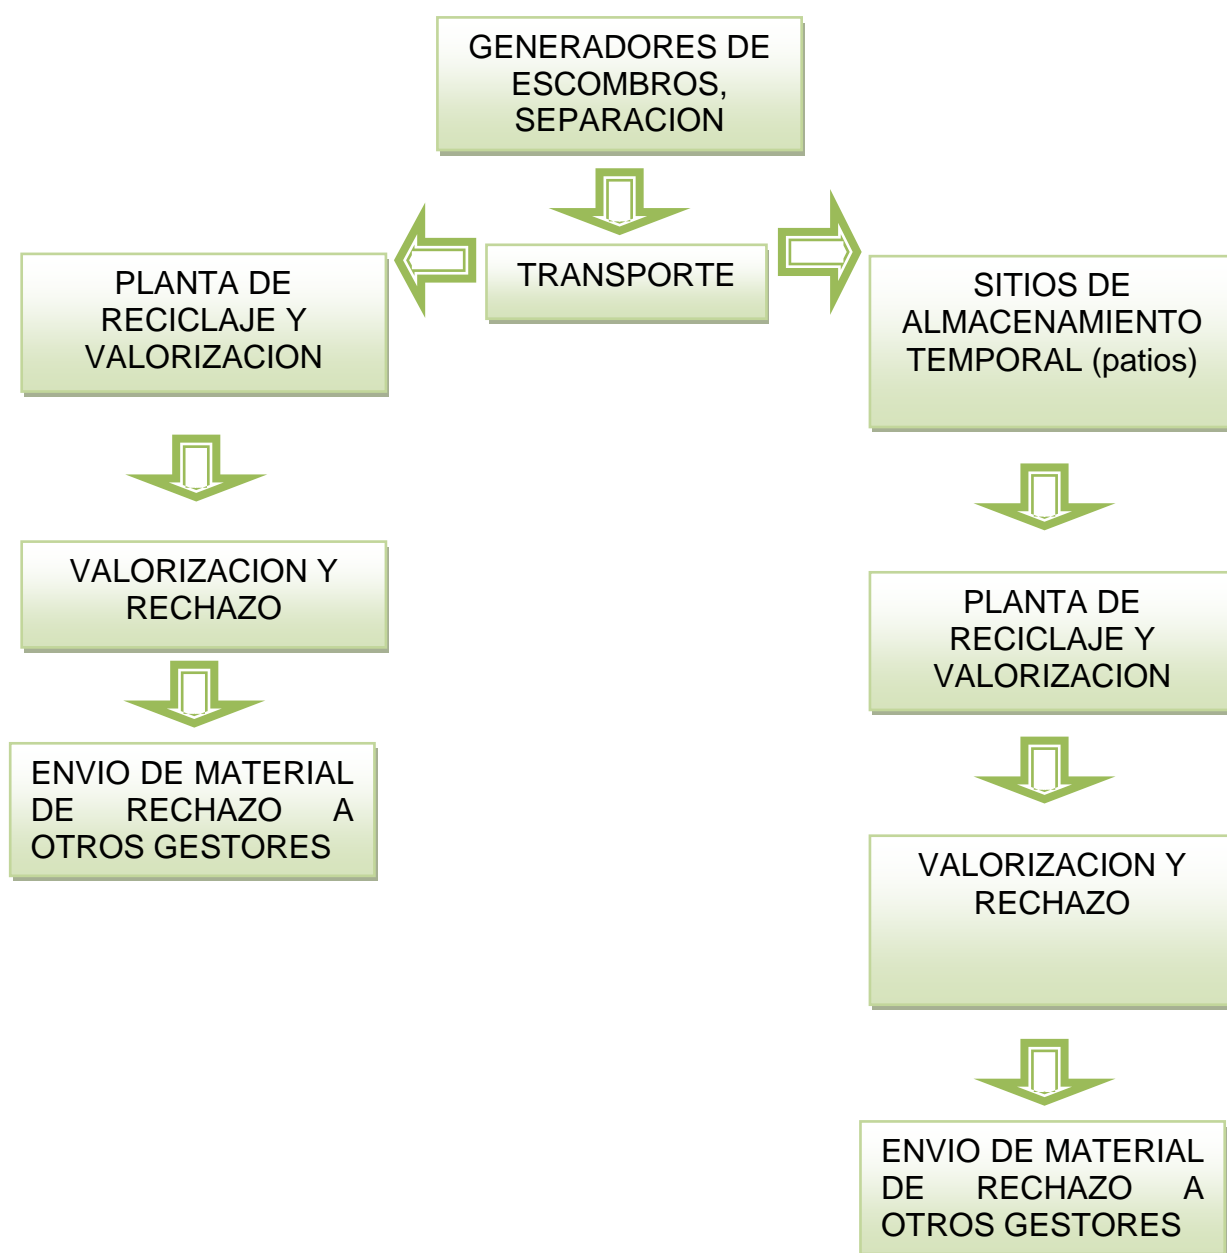 GENERADORES DE
ESCOMBROS,
SEPARACION
TRANSPORTE
PLANTA DE
RECICLAJE Y
VALORIZACION
VALORIZACION Y
RECHAZO
ENVIO DE MATERIAL
DE RECHAZO A
OTROS GESTORES
SITIOS DE
ALMACENAMIENTO
TEMPORAL (patios)
PLANTA DE
RECICLAJE Y
VALORIZACION
VALORIZACION Y
RECHAZO
ENVIO DE MATERIAL
DE RECHAZO A
OTROS GESTORES